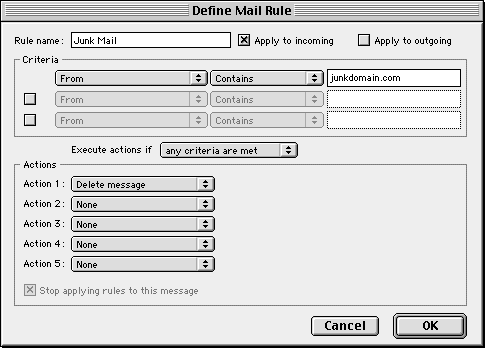 Define Mail Rule
Rule name: Junk Mail Apply to incoming Apply to outgoing
Criteria
From Contains junkdomain.com
From Contains
From Contains
Execute actions if any criteria are met
Actions
Action 1: Delete message
Action 2: None
Action 3: None
Action 4: None
Action 5: None
Stop applying rules to this message
Cancel OK